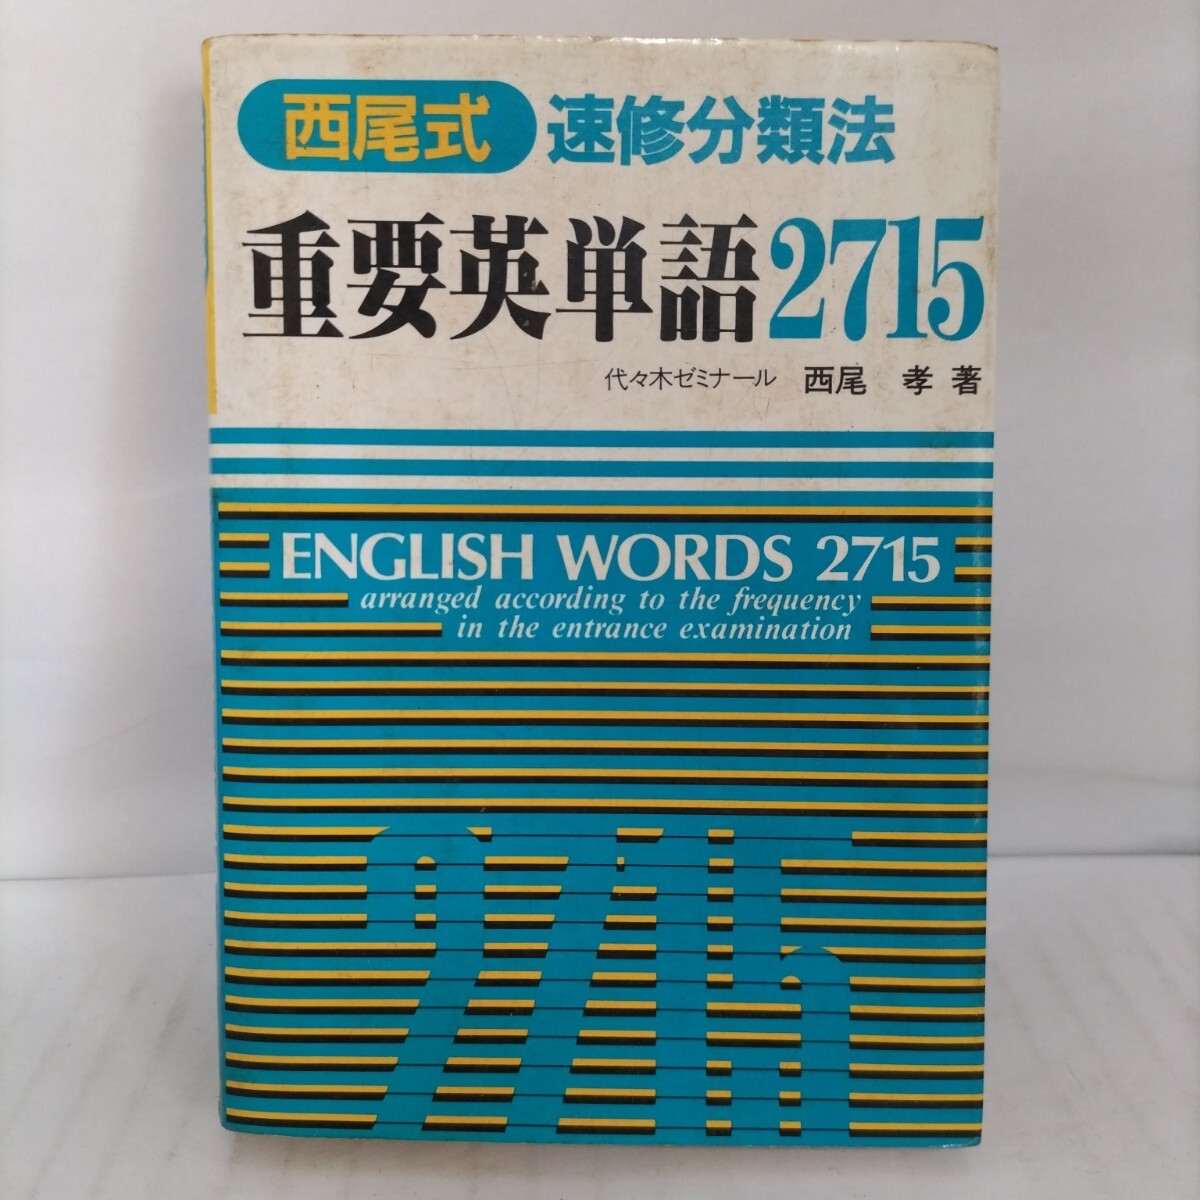 西尾式 速修分類法
重要英単語2715
代々木ゼミナール 西尾 孝 著
ENGLISH WORDS 2715
arranged according to the frequency
in the entrance examination
2715